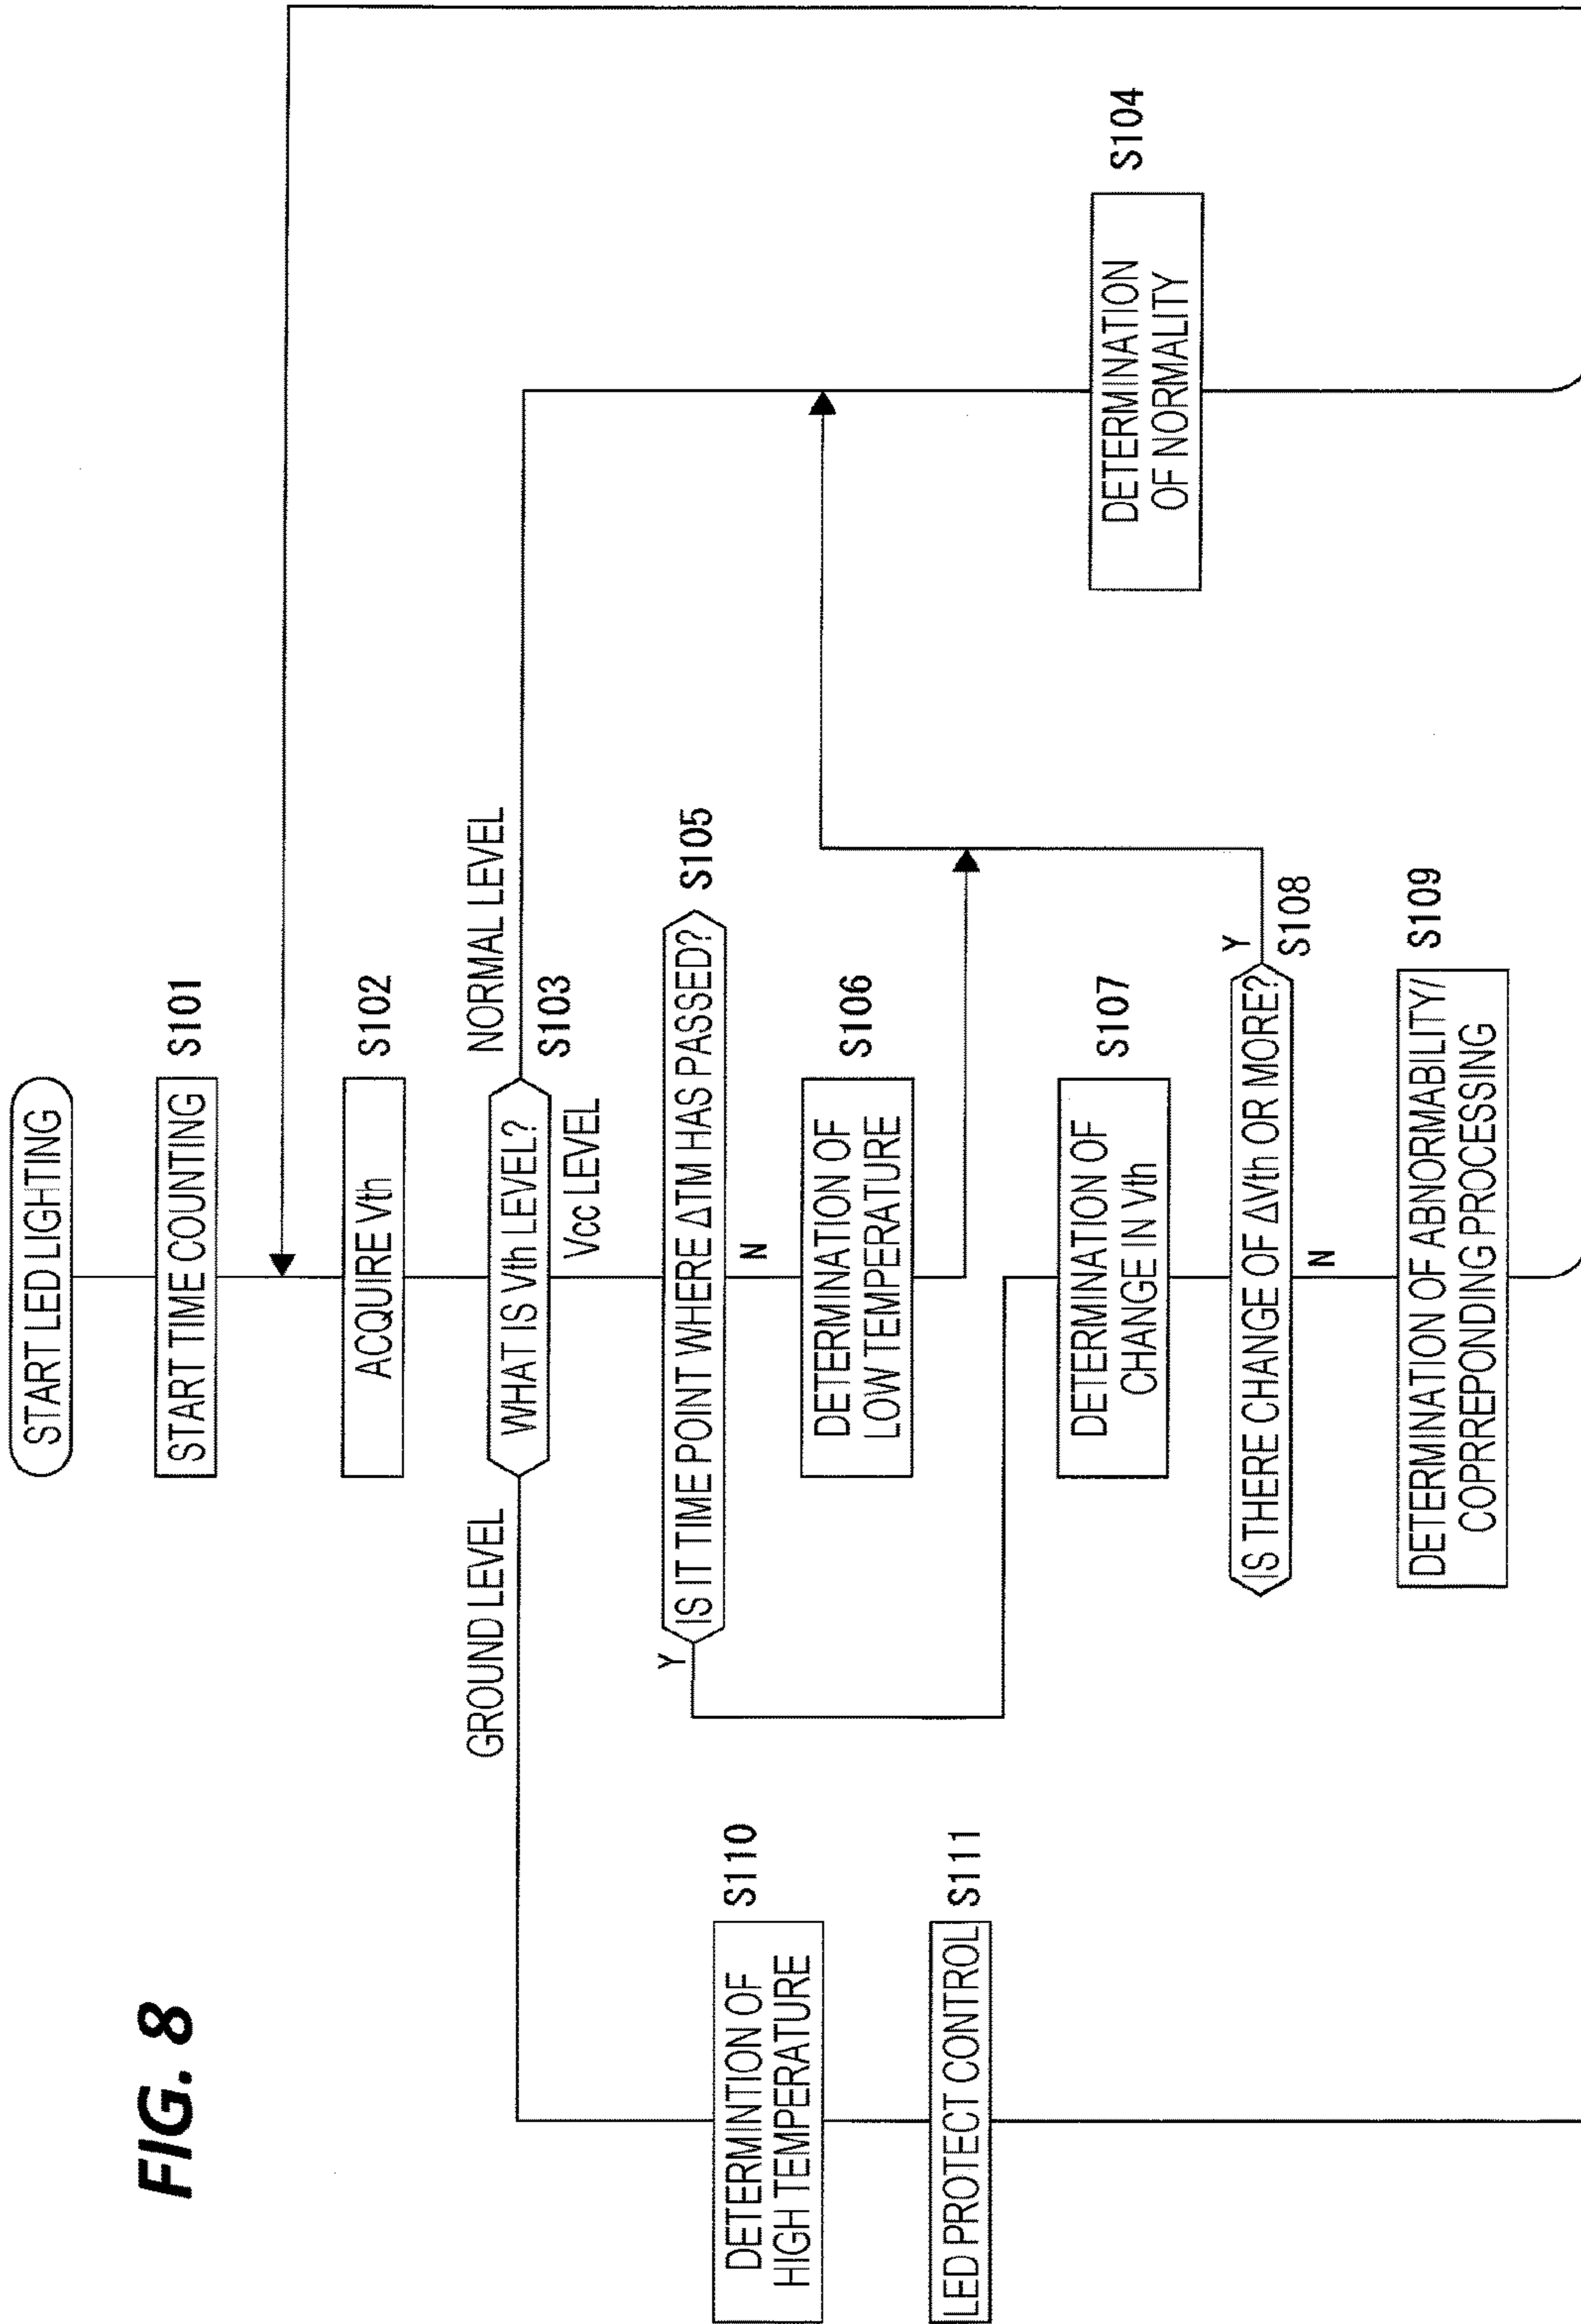 FIG. 8
START LED LIGHTING
START TIME COUNTING
S101
ACQUIRE Vth
S102
WHAT IS Vth LEVEL?
S103
GROUND LEVEL
NORMAL LEVEL
Vcc LEVEL
IS IT TIME POINT WHERE ΔTM HAS PASSED?
S105
Y
N
DETERMINATION OF
LOW TEMPERATURE
S106
DETERMINATION OF
CHANGE IN Vth
S107
IS THERE CHANGE OF ΔVth OR MORE?
S108
Y
N
DETERMINATION OF ABNORMABILITY/
COPRREPONDING PROCESSING
S109
DETERMINATION
OF NORMALITY
S104
DETERMINTION OF
HIGH TEMPERATURE
S110
LED PROTECT CONTROL
S111